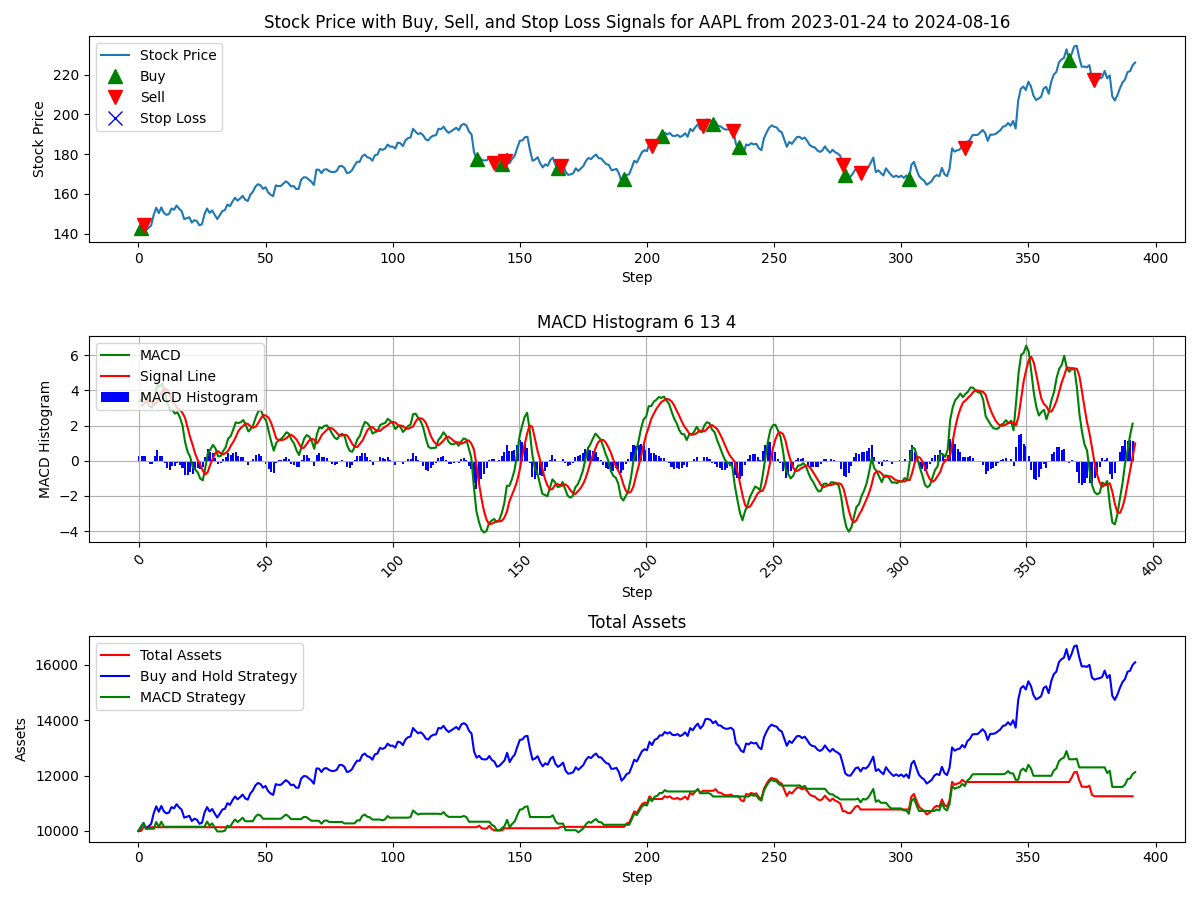 Stock Price with Buy, Sell, and Stop Loss Signals for AAPL from 2023-01-24 to 2024-08-16
Stock Price
Buy
Sell
Stop Loss
220
200
180
160
140
Stock Price
0 50 100 150 200 250 300 350 400
Step
MACD Histogram 6 13 4
MACD
Signal Line
MACD Histogram
6
4
2
0
−2
−4
MACD Histogram
0 50 100 150 200 250 300 350 400
Step
Total Assets
Total Assets
Buy and Hold Strategy
MACD Strategy
16000
14000
12000
10000
Assets
0 50 100 150 200 250 300 350 400
Step